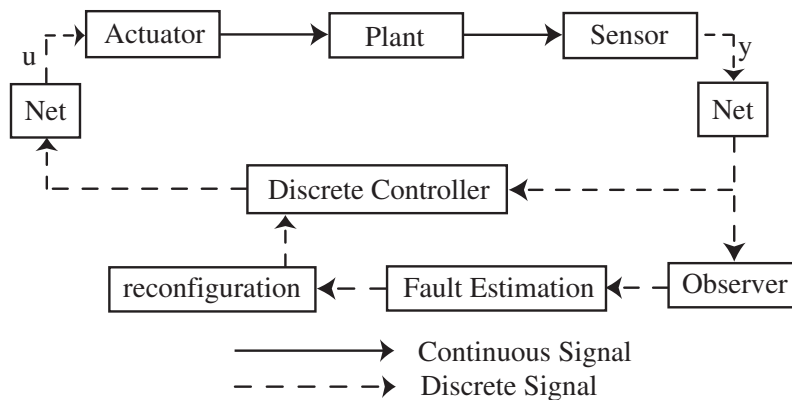 Actuator
Plant
Sensor
u
y
Net
Net
Discrete Controller
reconfiguration
Fault Estimation
Observer
Continuous Signal
Discrete Signal